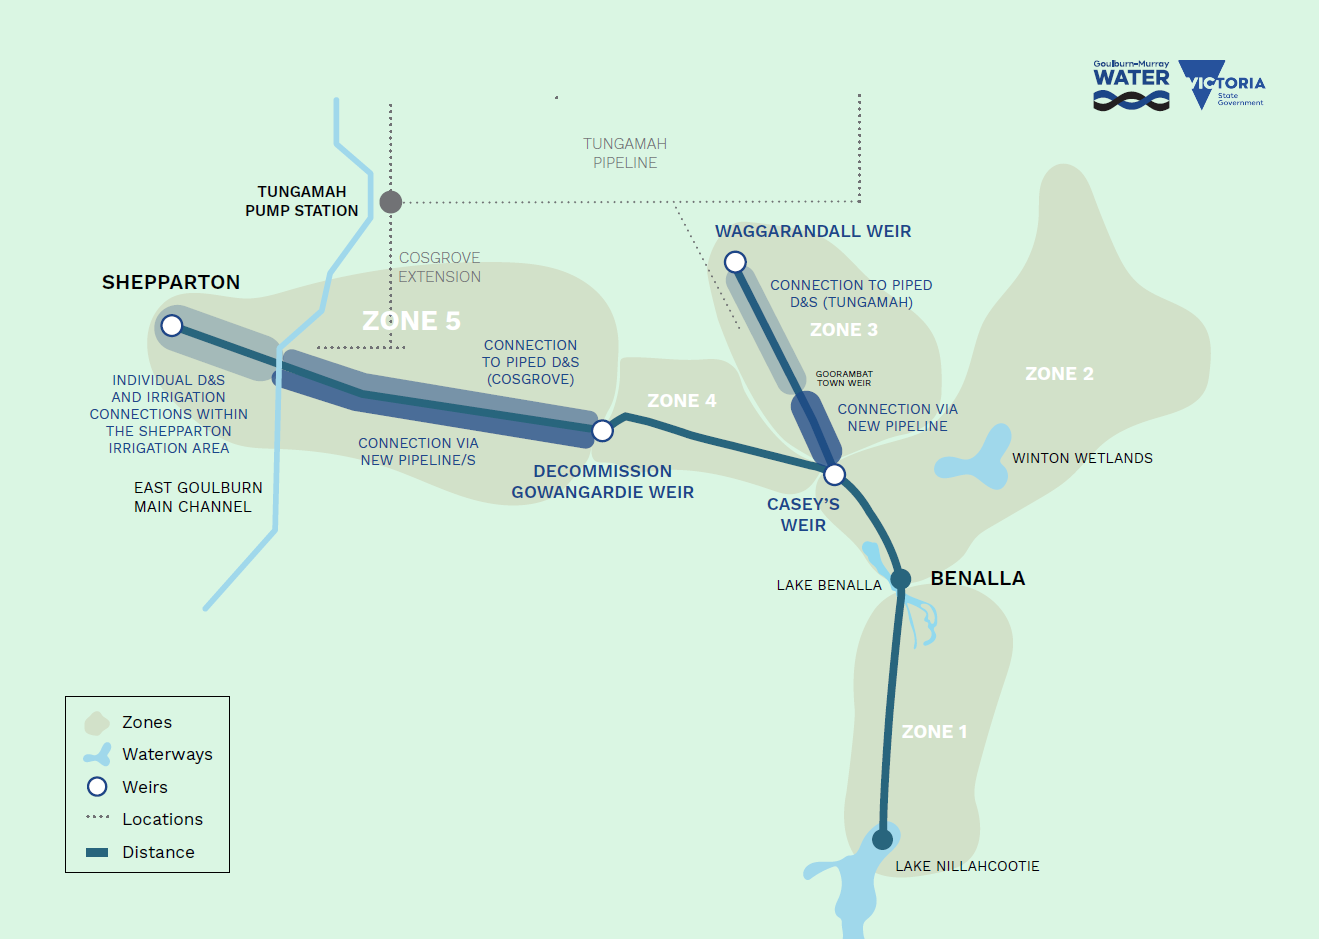 Goulburn-Murray
WATER
VICTORIA
State
Government
TUNGAMAH
PIPELINE
TUNGAMAH
PUMP STATION
WAGGARANDALL WEIR
COSGROVE
EXTENSION
SHEPPARTON
CONNECTION TO PIPED
D&S (TUNGAMAH)
ZONE 5
ZONE 3
CONNECTION
TO PIPED D&S
(COSGROVE)
GOORAMBAT
TOWN WEIR
ZONE 2
INDIVIDUAL D&S
AND IRRIGATION
CONNECTIONS WITHIN
THE SHEPPARTON
IRRIGATION AREA
ZONE 4
CONNECTION VIA
NEW PIPELINE
CONNECTION VIA
NEW PIPELINE/S
WINTON WETLANDS
DECOMMISSION
GOWANGARDIE WEIR
EAST GOULBURN
MAIN CHANNEL
CASEY'S
WEIR
LAKE BENALLA
BENALLA
ZONE 1
Zones
Waterways
Weirs
Locations
Distance
LAKE NILLAHCOOTIE